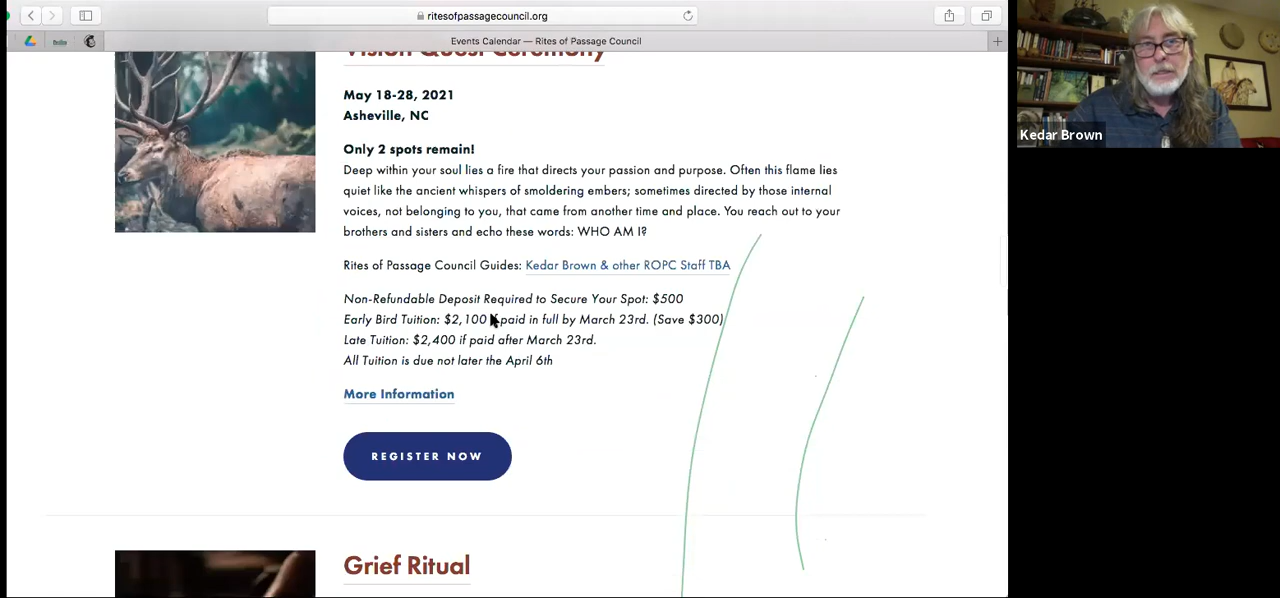 ritesofpassagecouncil.org
Events Calendar — Rites of Passage Council
Vision Quest Ceremony
May 18-28, 2021
Asheville, NC
Only 2 spots remain!
Deep within your soul lies a fire that directs your passion and purpose. Often this flame lies
quiet like the ancient whispers of smoldering embers; sometimes directed by those internal
voices, not belonging to you, that came from another time and place. You reach out to your
brothers and sisters and echo these words: WHO AM I?
Rites of Passage Council Guides: Kedar Brown & other ROPC Staff TBA
Non-Refundable Deposit Required to Secure Your Spot: $500
Early Bird Tuition: $2,100 if paid in full by March 23rd. (Save $300)
Late Tuition: $2,400 if paid after March 23rd.
All Tuition is due not later the April 6th
More Information
REGISTER NOW
Grief Ritual
Kedar Brown